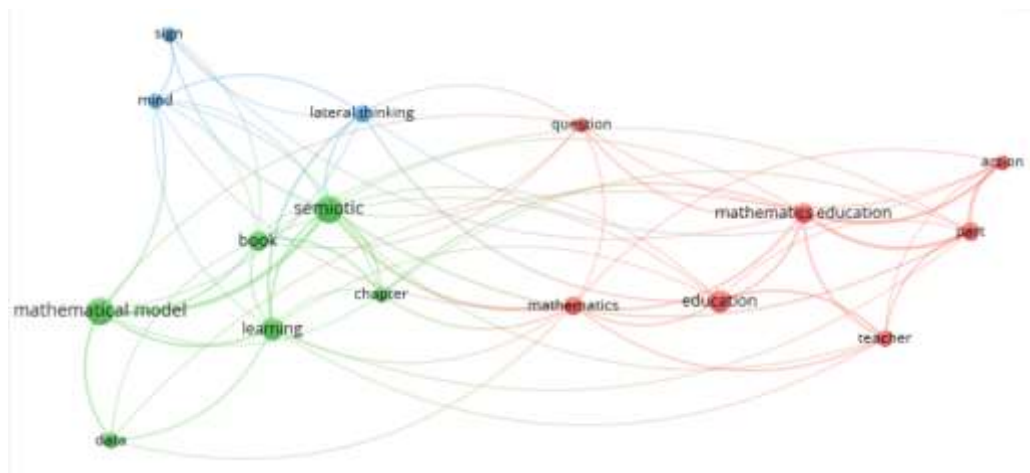 sign
mind
lateral thinking
question
action
semiotic
mathematics education
book
part
chapter
mathematical model
mathematics
education
learning
teacher
data